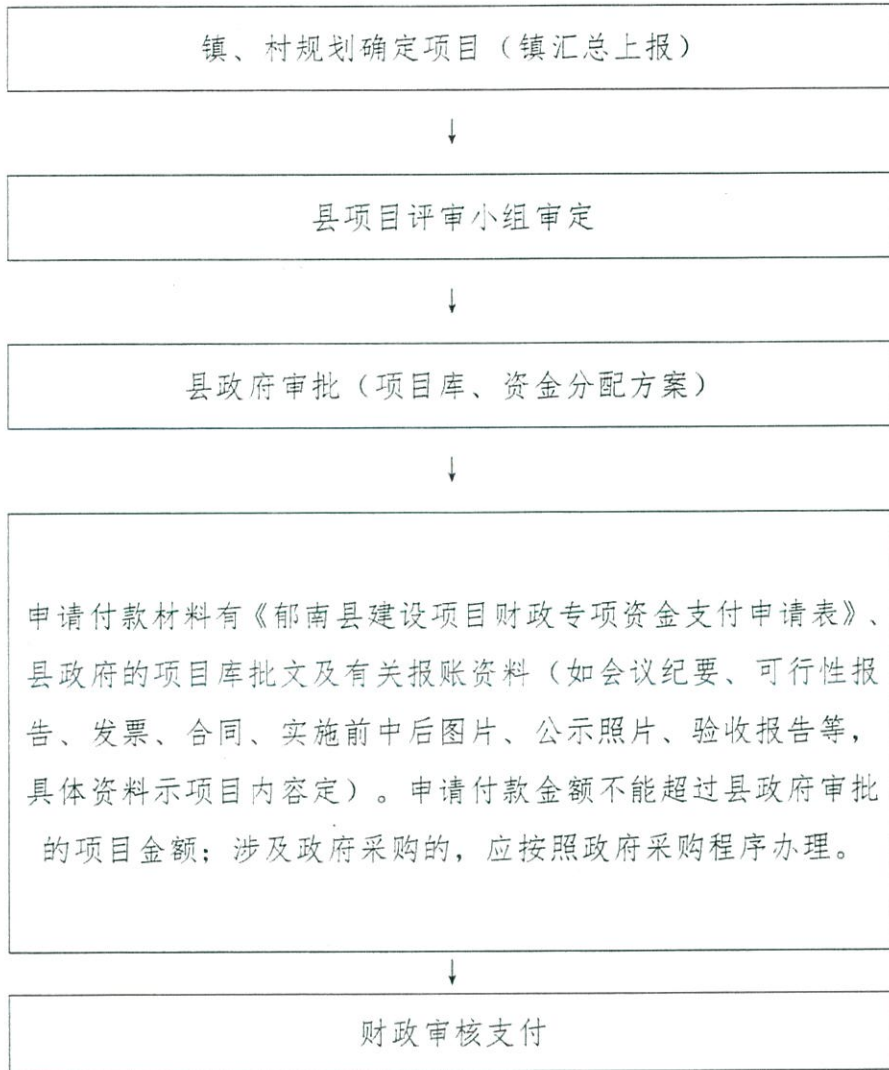 镇、村规划确定项目（镇汇总上报）
↓
县项目评审小组审定
↓
县政府审批（项目库、资金分配方案）
↓
申请付款材料有《郁南县建设项目财政专项资金支付申请表》、
县政府的项目库批文及有关报账资料（如会议纪要、可行性报
告、发票、合同、实施前中后图片、公示照片、验收报告等，
具体资料示项目内容定）。申请付款金额不能超过县政府审批
的项目金额；涉及政府采购的，应按照政府采购程序办理。
↓
财政审核支付